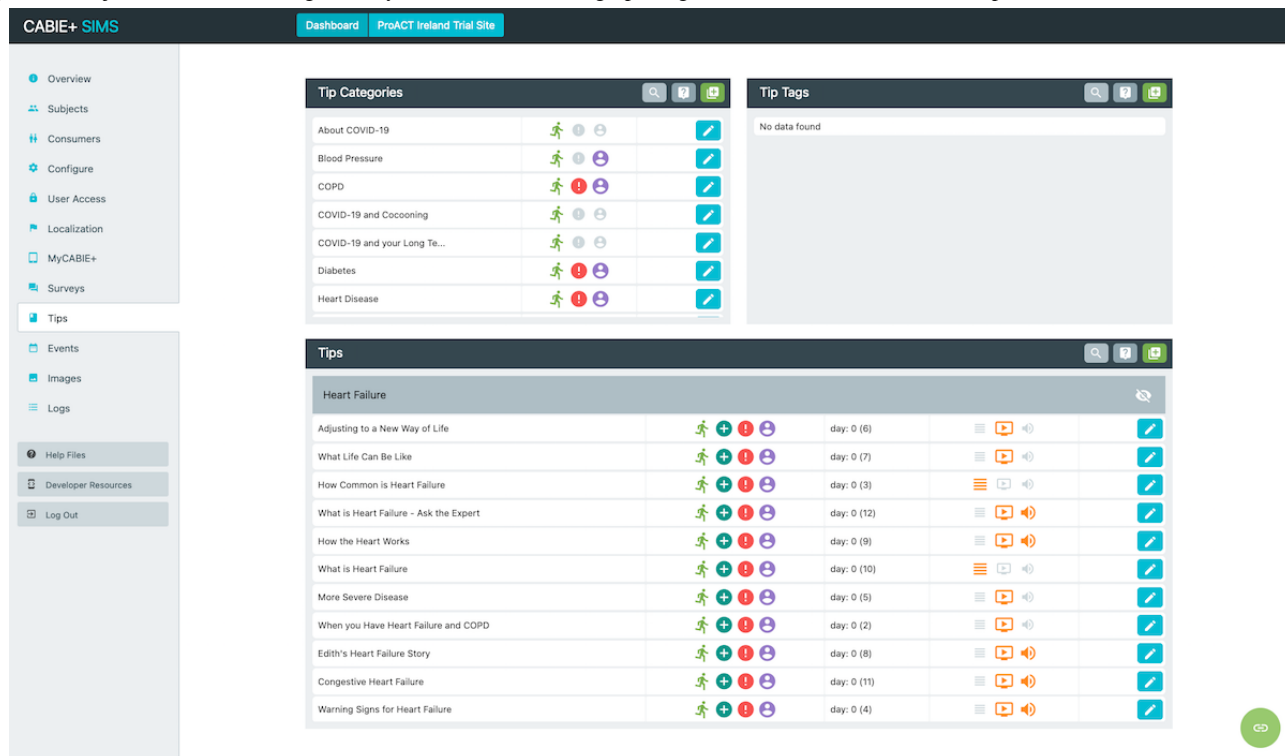 CABIE+ SIMS
Dashboard
ProACT Ireland Trial Site
Overview
Subjects
Consumers
Configure
User Access
Localization
MyCABIE+
Surveys
Tips
Events
Images
Logs
Help Files
Developer Resources
Log Out
Tip Categories
About COVID-19
Blood Pressure
COPD
COVID-19 and Cocooning
COVID-19 and your Long Te...
Diabetes
Heart Disease
Tip Tags
No data found
Tips
Heart Failure
Adjusting to a New Way of Life day: 0 (6)
What Life Can Be Like day: 0 (7)
How Common is Heart Failure day: 0 (3)
What is Heart Failure - Ask the Expert day: 0 (12)
How the Heart Works day: 0 (9)
What is Heart Failure day: 0 (10)
More Severe Disease day: 0 (5)
When you Have Heart Failure and COPD day: 0 (2)
Edith's Heart Failure Story day: 0 (8)
Congestive Heart Failure day: 0 (11)
Warning Signs for Heart Failure day: 0 (4)